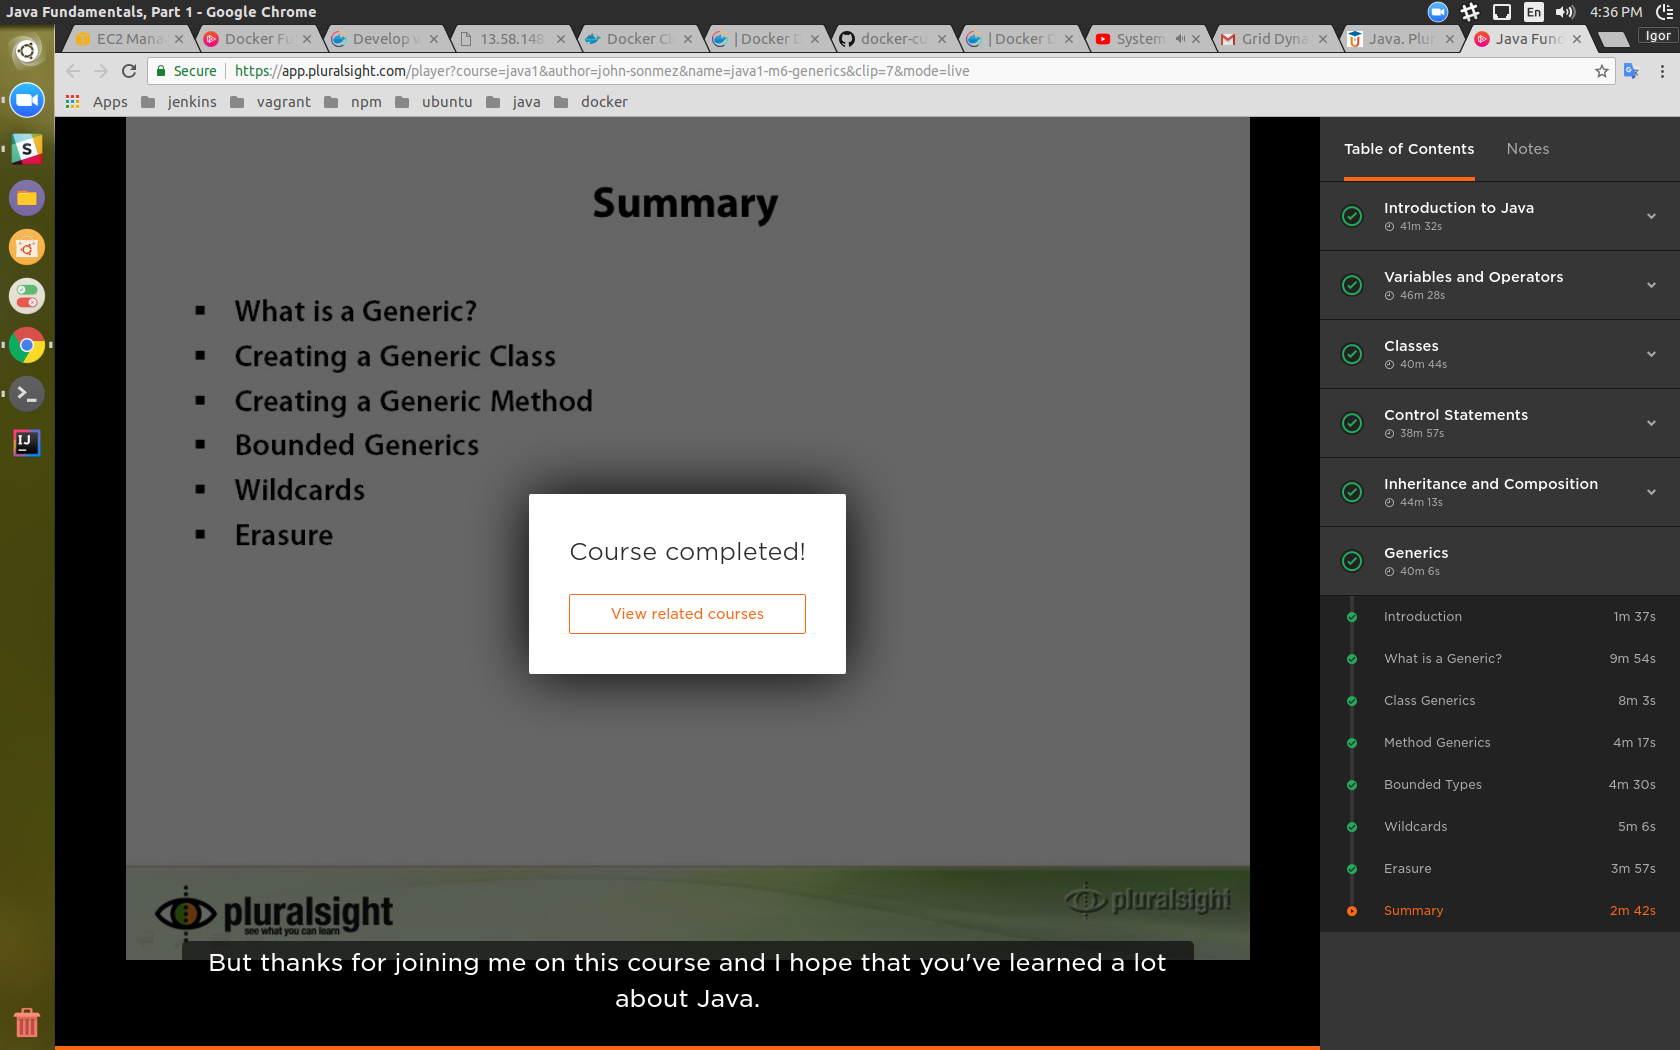 Java Fundamentals, Part 1 - Google Chrome
En
4:36 PM
EC2 Mana
Docker Fu
Develop
13.58.148
Docker Cl
| Docker D
docker-cu
| Docker D
System
Grid Dyna
Java. Plur
Java Fund
Igor
Secure
https://app.pluralsight.com/player?course=java1&author=john-sonmez&name=java1-m6-generics&clip=7&mode=live
Apps
jenkins
vagrant
npm
ubuntu
java
docker
S
IJ
Summary
What is a Generic?
Creating a Generic Class
Creating a Generic Method
Bounded Generics
Wildcards
Erasure
Course completed!
View related courses
pluralsight
see what you can learn
pluralsight
But thanks for joining me on this course and I hope that you've learned a lot
about Java.
Table of Contents
Notes
Introduction to Java
41m 32s
Variables and Operators
46m 28s
Classes
40m 44s
Control Statements
38m 57s
Inheritance and Composition
44m 13s
Generics
40m 6s
Introduction 1m 37s
What is a Generic? 9m 54s
Class Generics 8m 3s
Method Generics 4m 17s
Bounded Types 4m 30s
Wildcards 5m 6s
Erasure 3m 57s
Summary 2m 42s